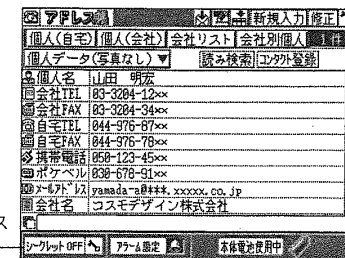 アドレス 新規入力 修正
個人(自宅) 個人(会社) 会社リスト 会社別個人 1件
個人データ(写真なし)▼ 読み検索 コンタクト登録
個人名 山田 明宏
会社TEL 03-3204-12××
会社FAX 03-3204-34××
自宅TEL 044-976-87××
自宅FAX 044-976-78××
携帯電話 050-123-45××
ポケベル 030-678-91××
メールアドレス yamada-a@***.xxxxx.co.jp
会社名 コスモデザイン株式会社
ス
シークレットOFF アラーム設定 本体電池使用中